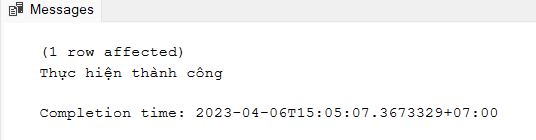 Messages
(1 row affected)
Thực hiện thành công
Completion time: 2023-04-06T15:05:07.3673329+07:00